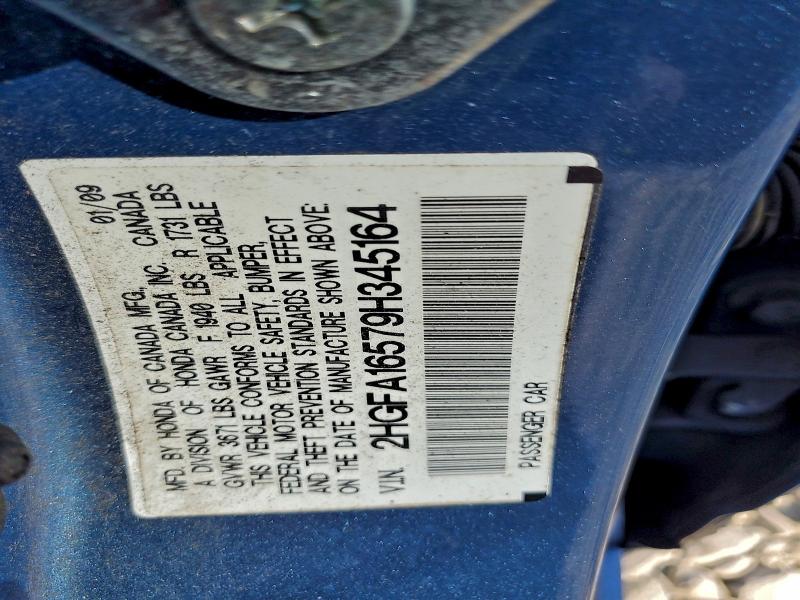 MFD. BY HONDA OF CANADA MFG. 01/09
A DIVISION OF HONDA CANADA INC. CANADA
GVWR 3671 LBS GAWR F 1940 LBS R 1731 LBS
THIS VEHICLE CONFORMS TO ALL APPLICABLE
FEDERAL MOTOR VEHICLE SAFETY, BUMPER,
AND THEFT PREVENTION STANDARDS IN EFFECT
ON THE DATE OF MANUFACTURE SHOWN ABOVE.
V.I.N. 2HGFA16579H345164
PASSENGER CAR